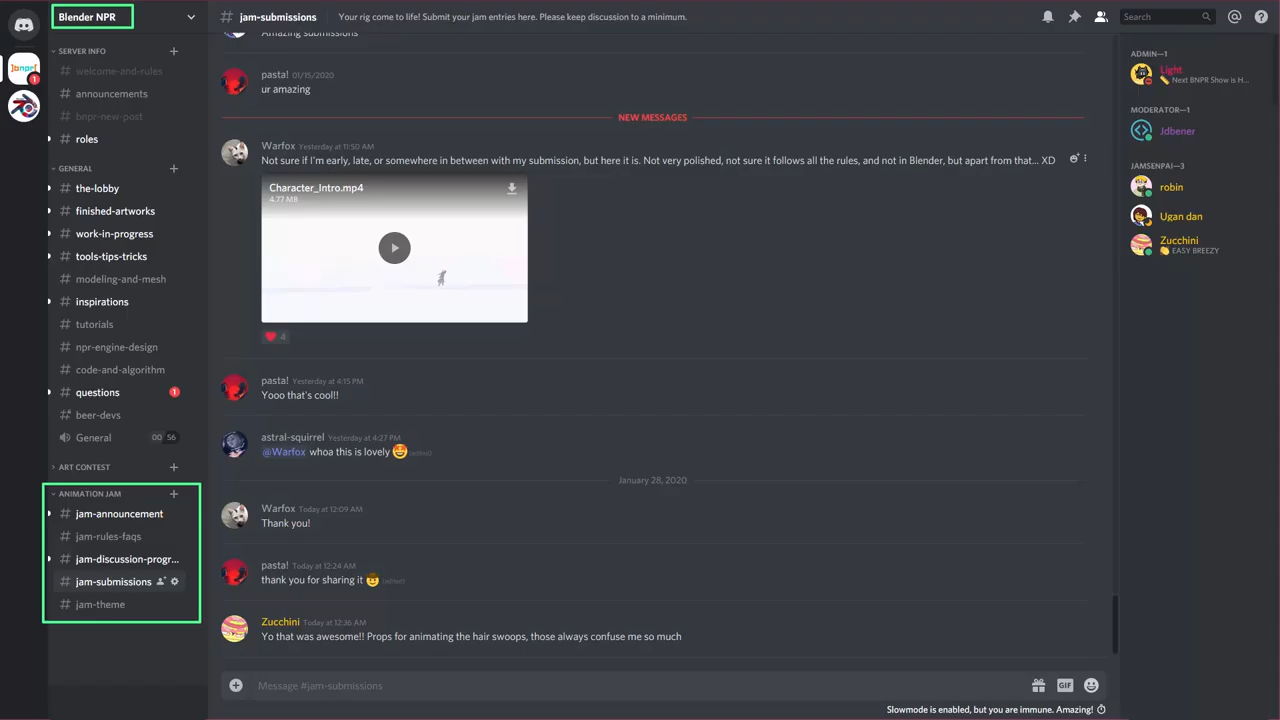 Blender NPR
SERVER INFO
# welcome-and-rules
# announcements
# bnpr-new-post
# roles
GENERAL
# the-lobby
# finished-artworks
# work-in-progress
# tools-tips-tricks
# modeling-and-mesh
# inspirations
# tutorials
# npr-engine-design
# code-and-algorithm
# questions 1
# beer-devs
General 00 56
ART CONTEST
ANIMATION JAM
# jam-announcement
# jam-rules-faqs
# jam-discussion-progr...
# jam-submissions
# jam-theme
# jam-submissions Your rig come to life! Submit your jam entries here. Please keep discussion to a minimum.
Search
Amazing submissions
pasta! 01/15/2020
ur amazing
NEW MESSAGES
Warfox Yesterday at 11:50 AM
Not sure if I'm early, late, or somewhere in between with my submission, but here it is. Not very polished, not sure it follows all the rules, and not in Blender, but apart from that... XD
Character_Intro.mp4
4.77 MB
4
pasta! Yesterday at 4:15 PM
Yooo that's cool!!
astral-squirrel Yesterday at 4:27 PM
@Warfox whoa this is lovely (edited)
January 28, 2020
Warfox Today at 12:09 AM
Thank you!
pasta! Today at 12:24 AM
thank you for sharing it (edited)
Zucchini Today at 12:36 AM
Yo that was awesome!! Props for animating the hair swoops, those always confuse me so much
Message #jam-submissions
GIF
Slowmode is enabled, but you are immune. Amazing!
ADMIN—1
Light
Next BNPR Show is H...
MODERATOR—1
Jdbener
JAMSENPAI—3
robin
Ugan dan
Zucchini
EASY BREEZY